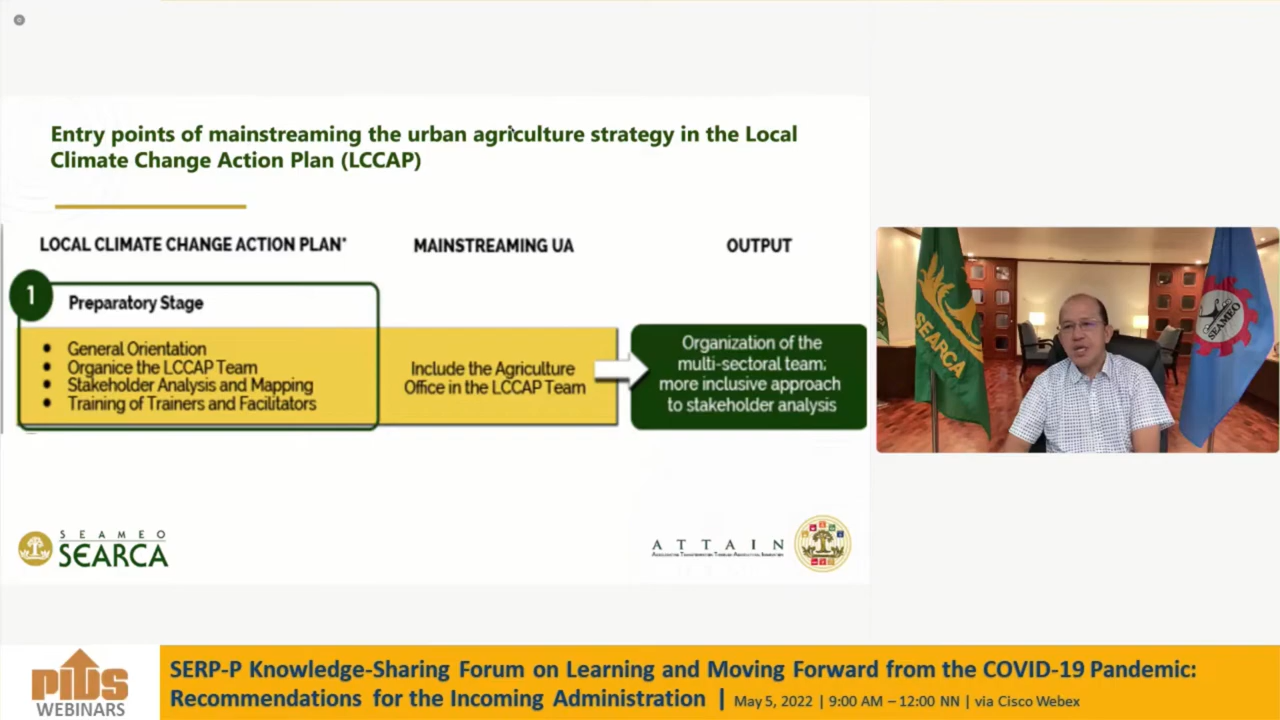 Entry points of mainstreaming the urban agriculture strategy in the Local
Climate Change Action Plan (LCCAP)
LOCAL CLIMATE CHANGE ACTION PLAN*
MAINSTREAMING UA
OUTPUT
1
Preparatory Stage
• General Orientation
• Organice the LCCAP Team
• Stakeholder Analysis and Mapping
• Training of Trainers and Facilitators
Include the Agriculture
Office in the LCCAP Team
Organization of the
multi-sectoral team;
more inclusive approach
to stakeholder analysis
SEARCA
SEAMEO
SEAMEO
SEARCA
ATTAIN
PIDS
WEBINARS
SERP-P Knowledge-Sharing Forum on Learning and Moving Forward from the COVID-19 Pandemic:
Recommendations for the Incoming Administration | May 5, 2022 | 9:00 AM – 12:00 NN | via Cisco Webex